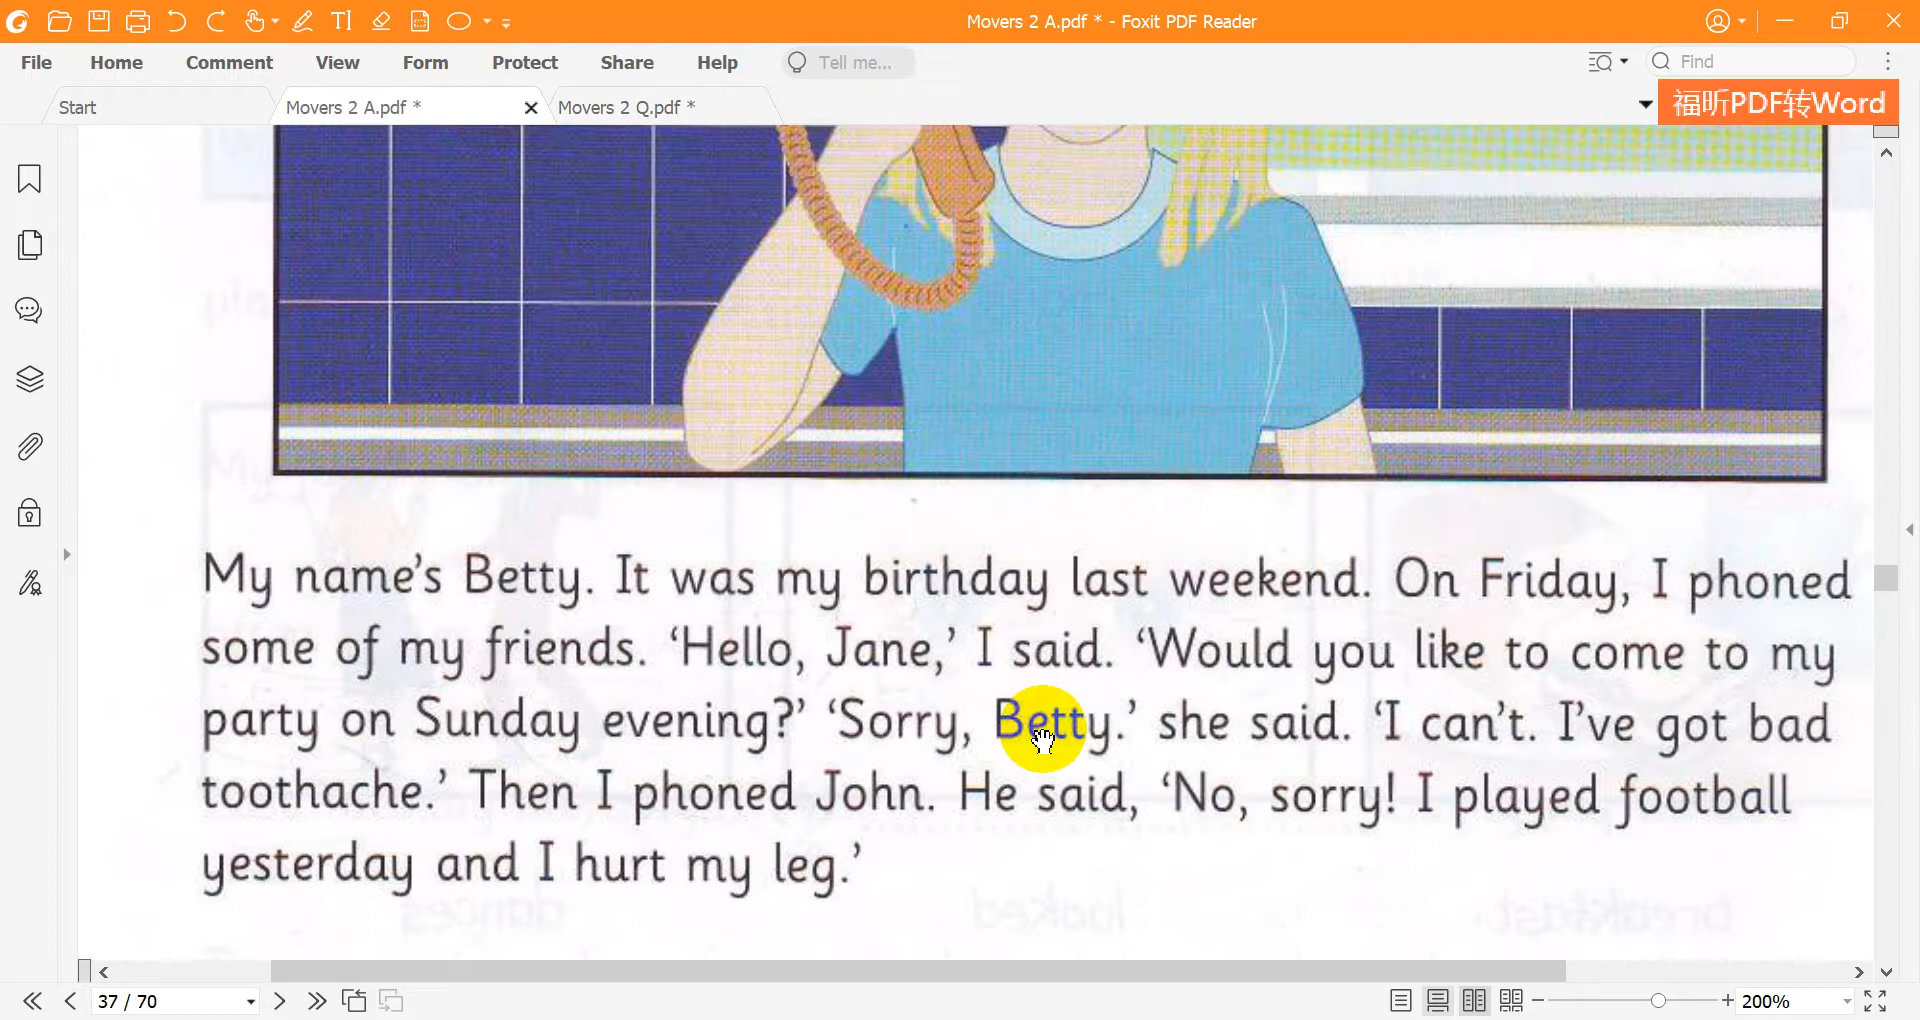 Movers 2 A.pdf * - Foxit PDF Reader
File Home Comment View Form Protect Share Help Tell me... Find
Start Movers 2 A.pdf * Movers 2 Q.pdf * 福昕PDF转Word
My name's Betty. It was my birthday last weekend. On Friday, I phoned
some of my friends. ‘Hello, Jane,’ I said. ‘Would you like to come to my
party on Sunday evening?’ ‘Sorry, Betty.’ she said. ‘I can’t. I’ve got bad
toothache.’ Then I phoned John. He said, ‘No, sorry! I played football
yesterday and I hurt my leg.’
37 / 70 200%